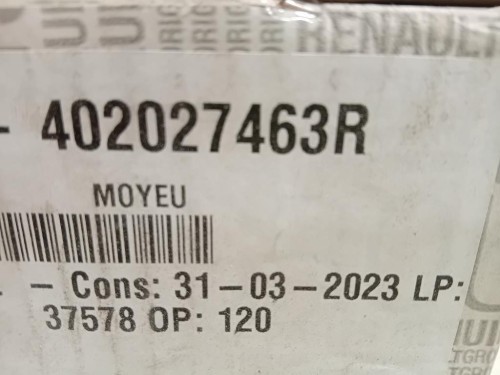 RENAULT
- 402027463R
MOYEU
- Cons: 31-03-2023 LP:
37578 OP: 120